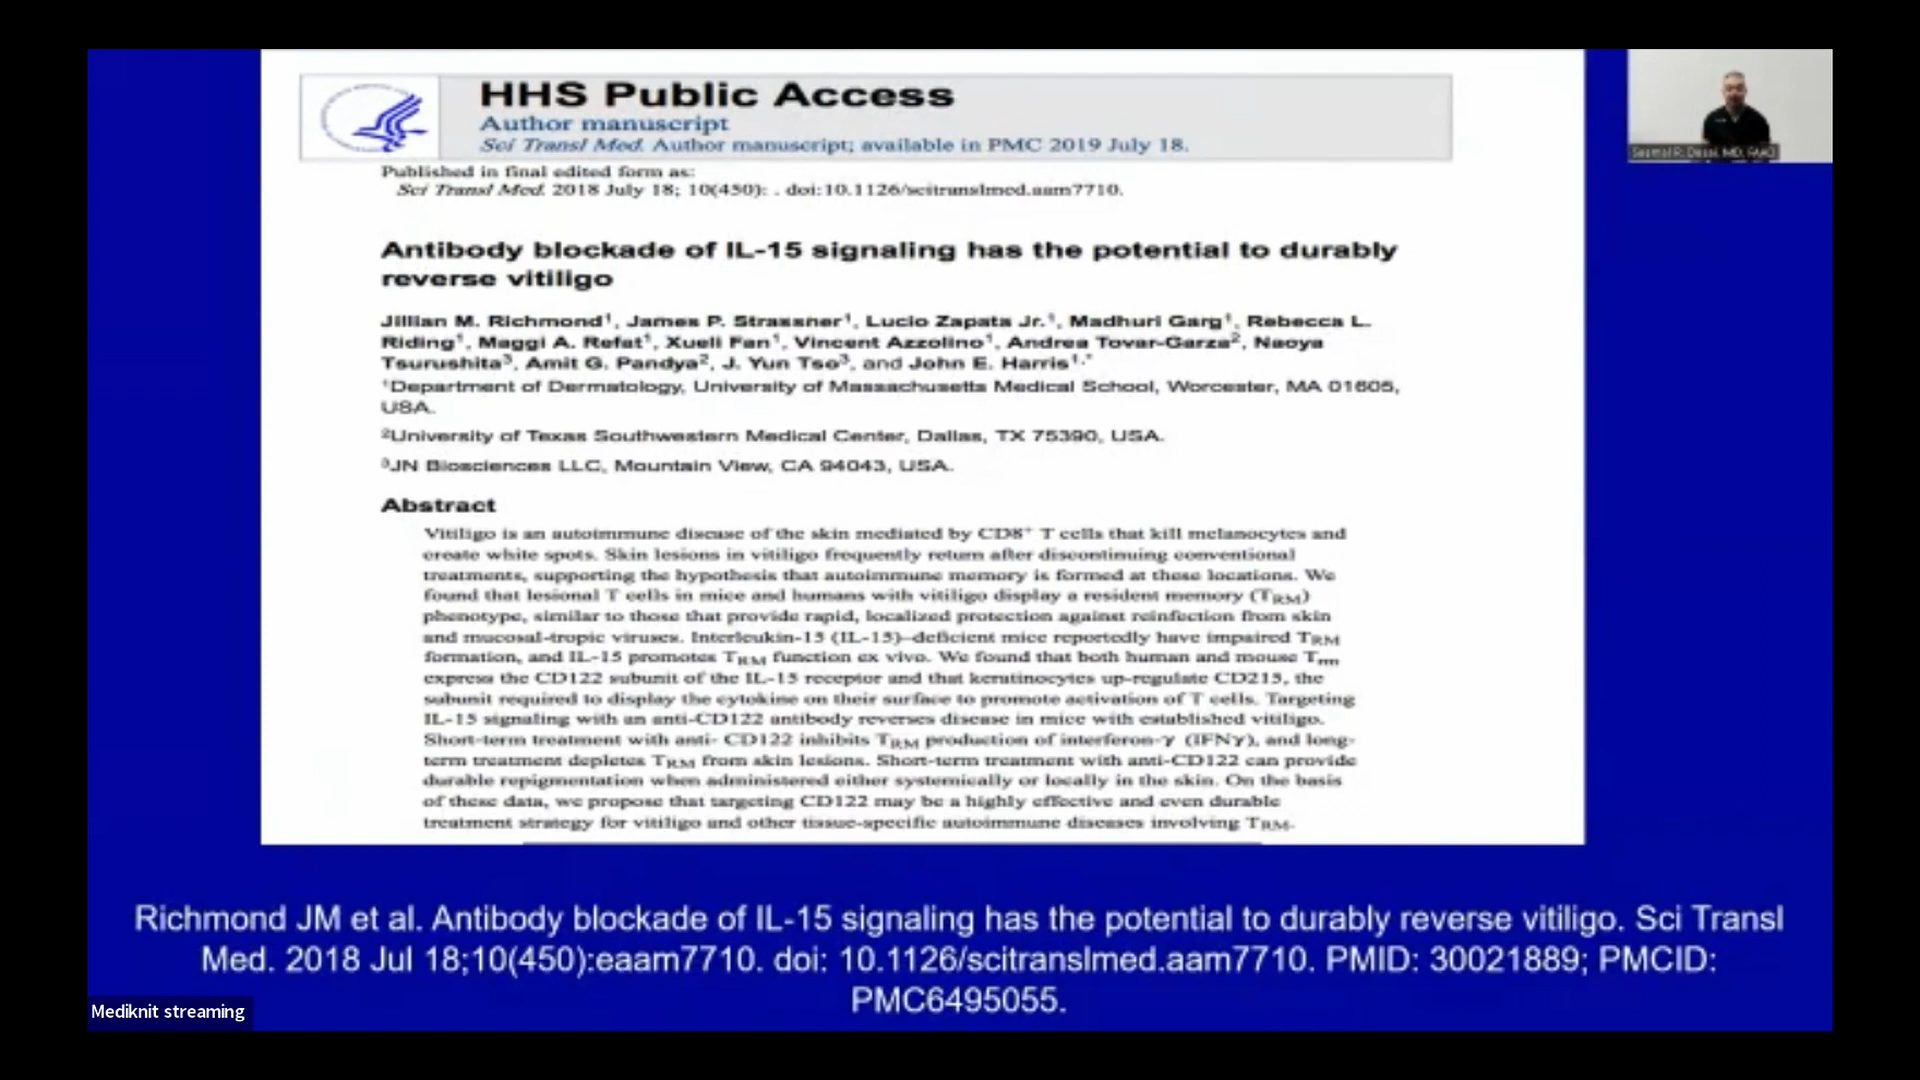 HHS Public Access
Author manuscript
Sci Transl Med. Author manuscript; available in PMC 2019 July 18.
Published in final edited form as:
Sci Transl Med. 2018 July 18; 10(450): . doi:10.1126/scitranslmed.aam7710.
Antibody blockade of IL-15 signaling has the potential to durably
reverse vitiligo
Jillian M. Richmond¹, James P. Strassner¹, Lucio Zapata Jr.¹, Madhuri Garg¹, Rebecca L.
Riding¹, Maggi A. Refat¹, Xueli Fan¹, Vincent Azzolino¹, Andrea Tovar-Garza², Naoya
Tsurushita³, Amit G. Pandya², J. Yun Tso³, and John E. Harris¹,*
¹Department of Dermatology, University of Massachusetts Medical School, Worcester, MA 01605,
USA.
²University of Texas Southwestern Medical Center, Dallas, TX 75390, USA.
³JN Biosciences LLC, Mountain View, CA 94043, USA.
Abstract
Vitiligo is an autoimmune disease of the skin mediated by CD8⁺ T cells that kill melanocytes and
create white spots. Skin lesions in vitiligo frequently return after discontinuing conventional
treatments, supporting the hypothesis that autoimmune memory is formed at these locations. We
found that lesional T cells in mice and humans with vitiligo display a resident memory (TRM)
phenotype, similar to those that provide rapid, localized protection against reinfection from skin
and mucosal-tropic viruses. Interleukin-15 (IL-15)–deficient mice reportedly have impaired TRM
formation, and IL-15 promotes TRM function ex vivo. We found that both human and mouse Trm
express the CD122 subunit of the IL-15 receptor and that keratinocytes up-regulate CD215, the
subunit required to display the cytokine on their surface to promote activation of T cells. Targeting
IL-15 signaling with an anti-CD122 antibody reverses disease in mice with established vitiligo.
Short-term treatment with anti- CD122 inhibits TRM production of interferon-γ (IFNγ), and long-
term treatment depletes TRM from skin lesions. Short-term treatment with anti-CD122 can provide
durable repigmentation when administered either systemically or locally in the skin. On the basis
of these data, we propose that targeting CD122 may be a highly effective and even durable
treatment strategy for vitiligo and other tissue-specific autoimmune diseases involving TRM.
Richmond JM et al. Antibody blockade of IL-15 signaling has the potential to durably reverse vitiligo. Sci Transl
Med. 2018 Jul 18;10(450):eaam7710. doi: 10.1126/scitranslmed.aam7710. PMID: 30021889; PMCID:
PMC6495055.
Mediknit streaming